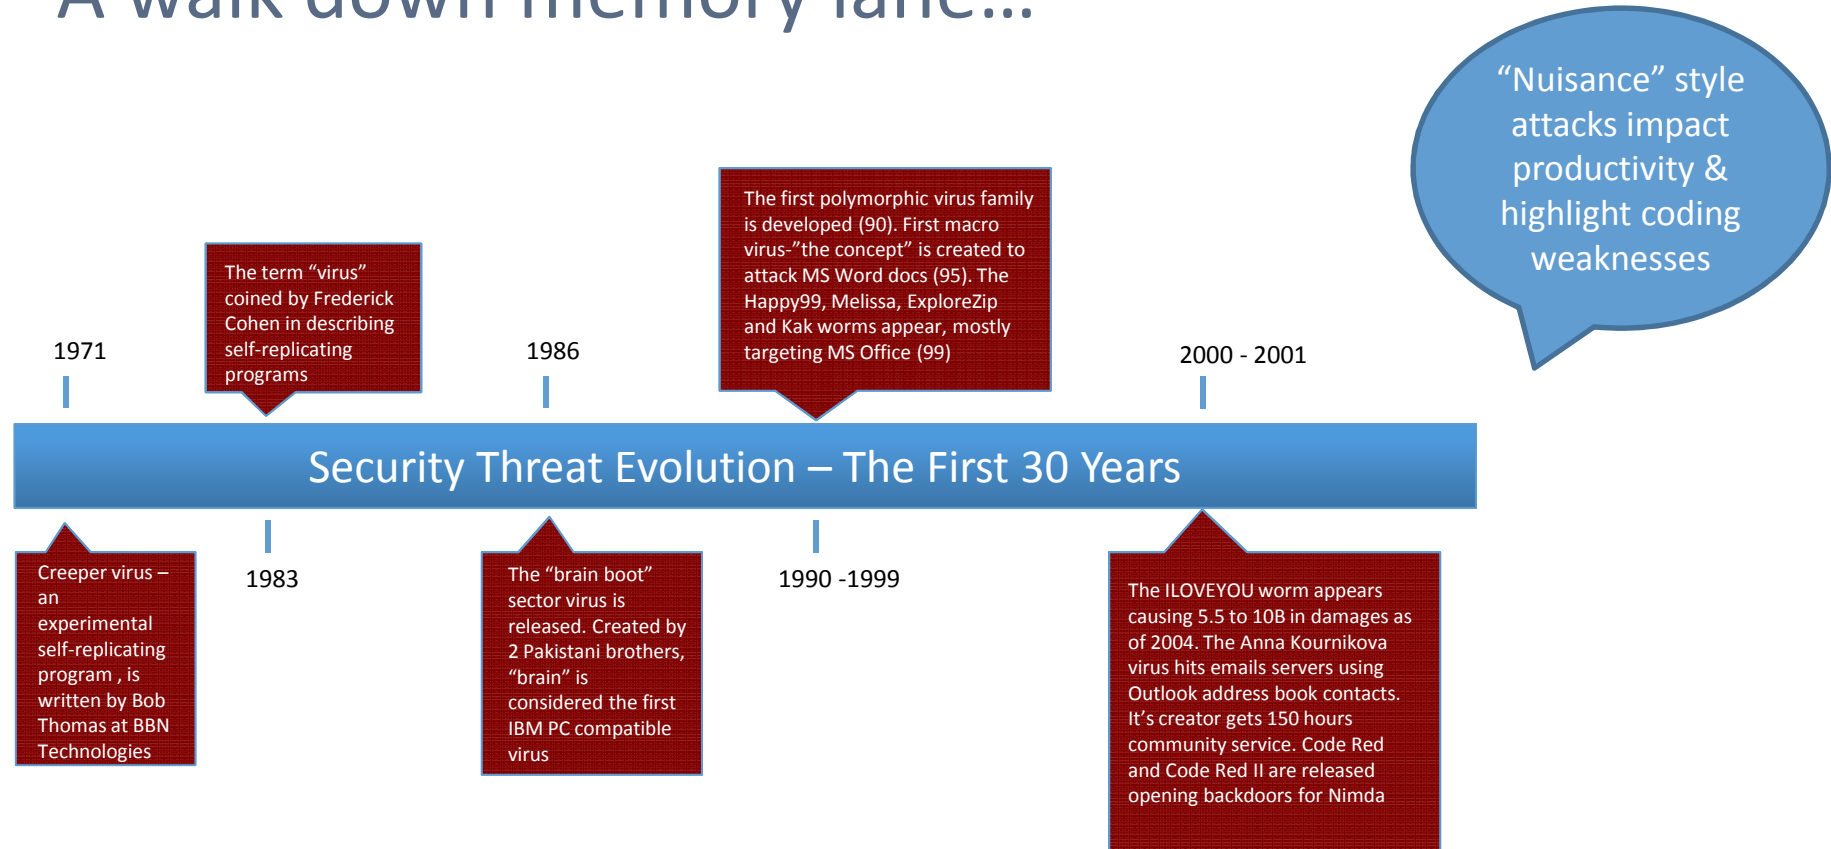 A walk down memory lane…
“Nuisance” style
attacks impact
productivity &
highlight coding
weaknesses
The first polymorphic virus family
is developed (90). First macro
virus-”the concept” is created to
attack MS Word docs (95). The
Happy99, Melissa, ExploreZip
and Kak worms appear, mostly
targeting MS Office (99)
The term “virus”
coined by Frederick
Cohen in describing
self-replicating
programs
1971
1986
2000 - 2001
Security Threat Evolution – The First 30 Years
Creeper virus –
an
experimental
self-replicating
program , is
written by Bob
Thomas at BBN
Technologies
1983
The “brain boot”
sector virus is
released. Created by
2 Pakistani brothers,
“brain” is
considered the first
IBM PC compatible
virus
1990 -1999
The ILOVEYOU worm appears
causing 5.5 to 10B in damages as
of 2004. The Anna Kournikova
virus hits emails servers using
Outlook address book contacts.
It’s creator gets 150 hours
community service. Code Red
and Code Red II are released
opening backdoors for Nimda